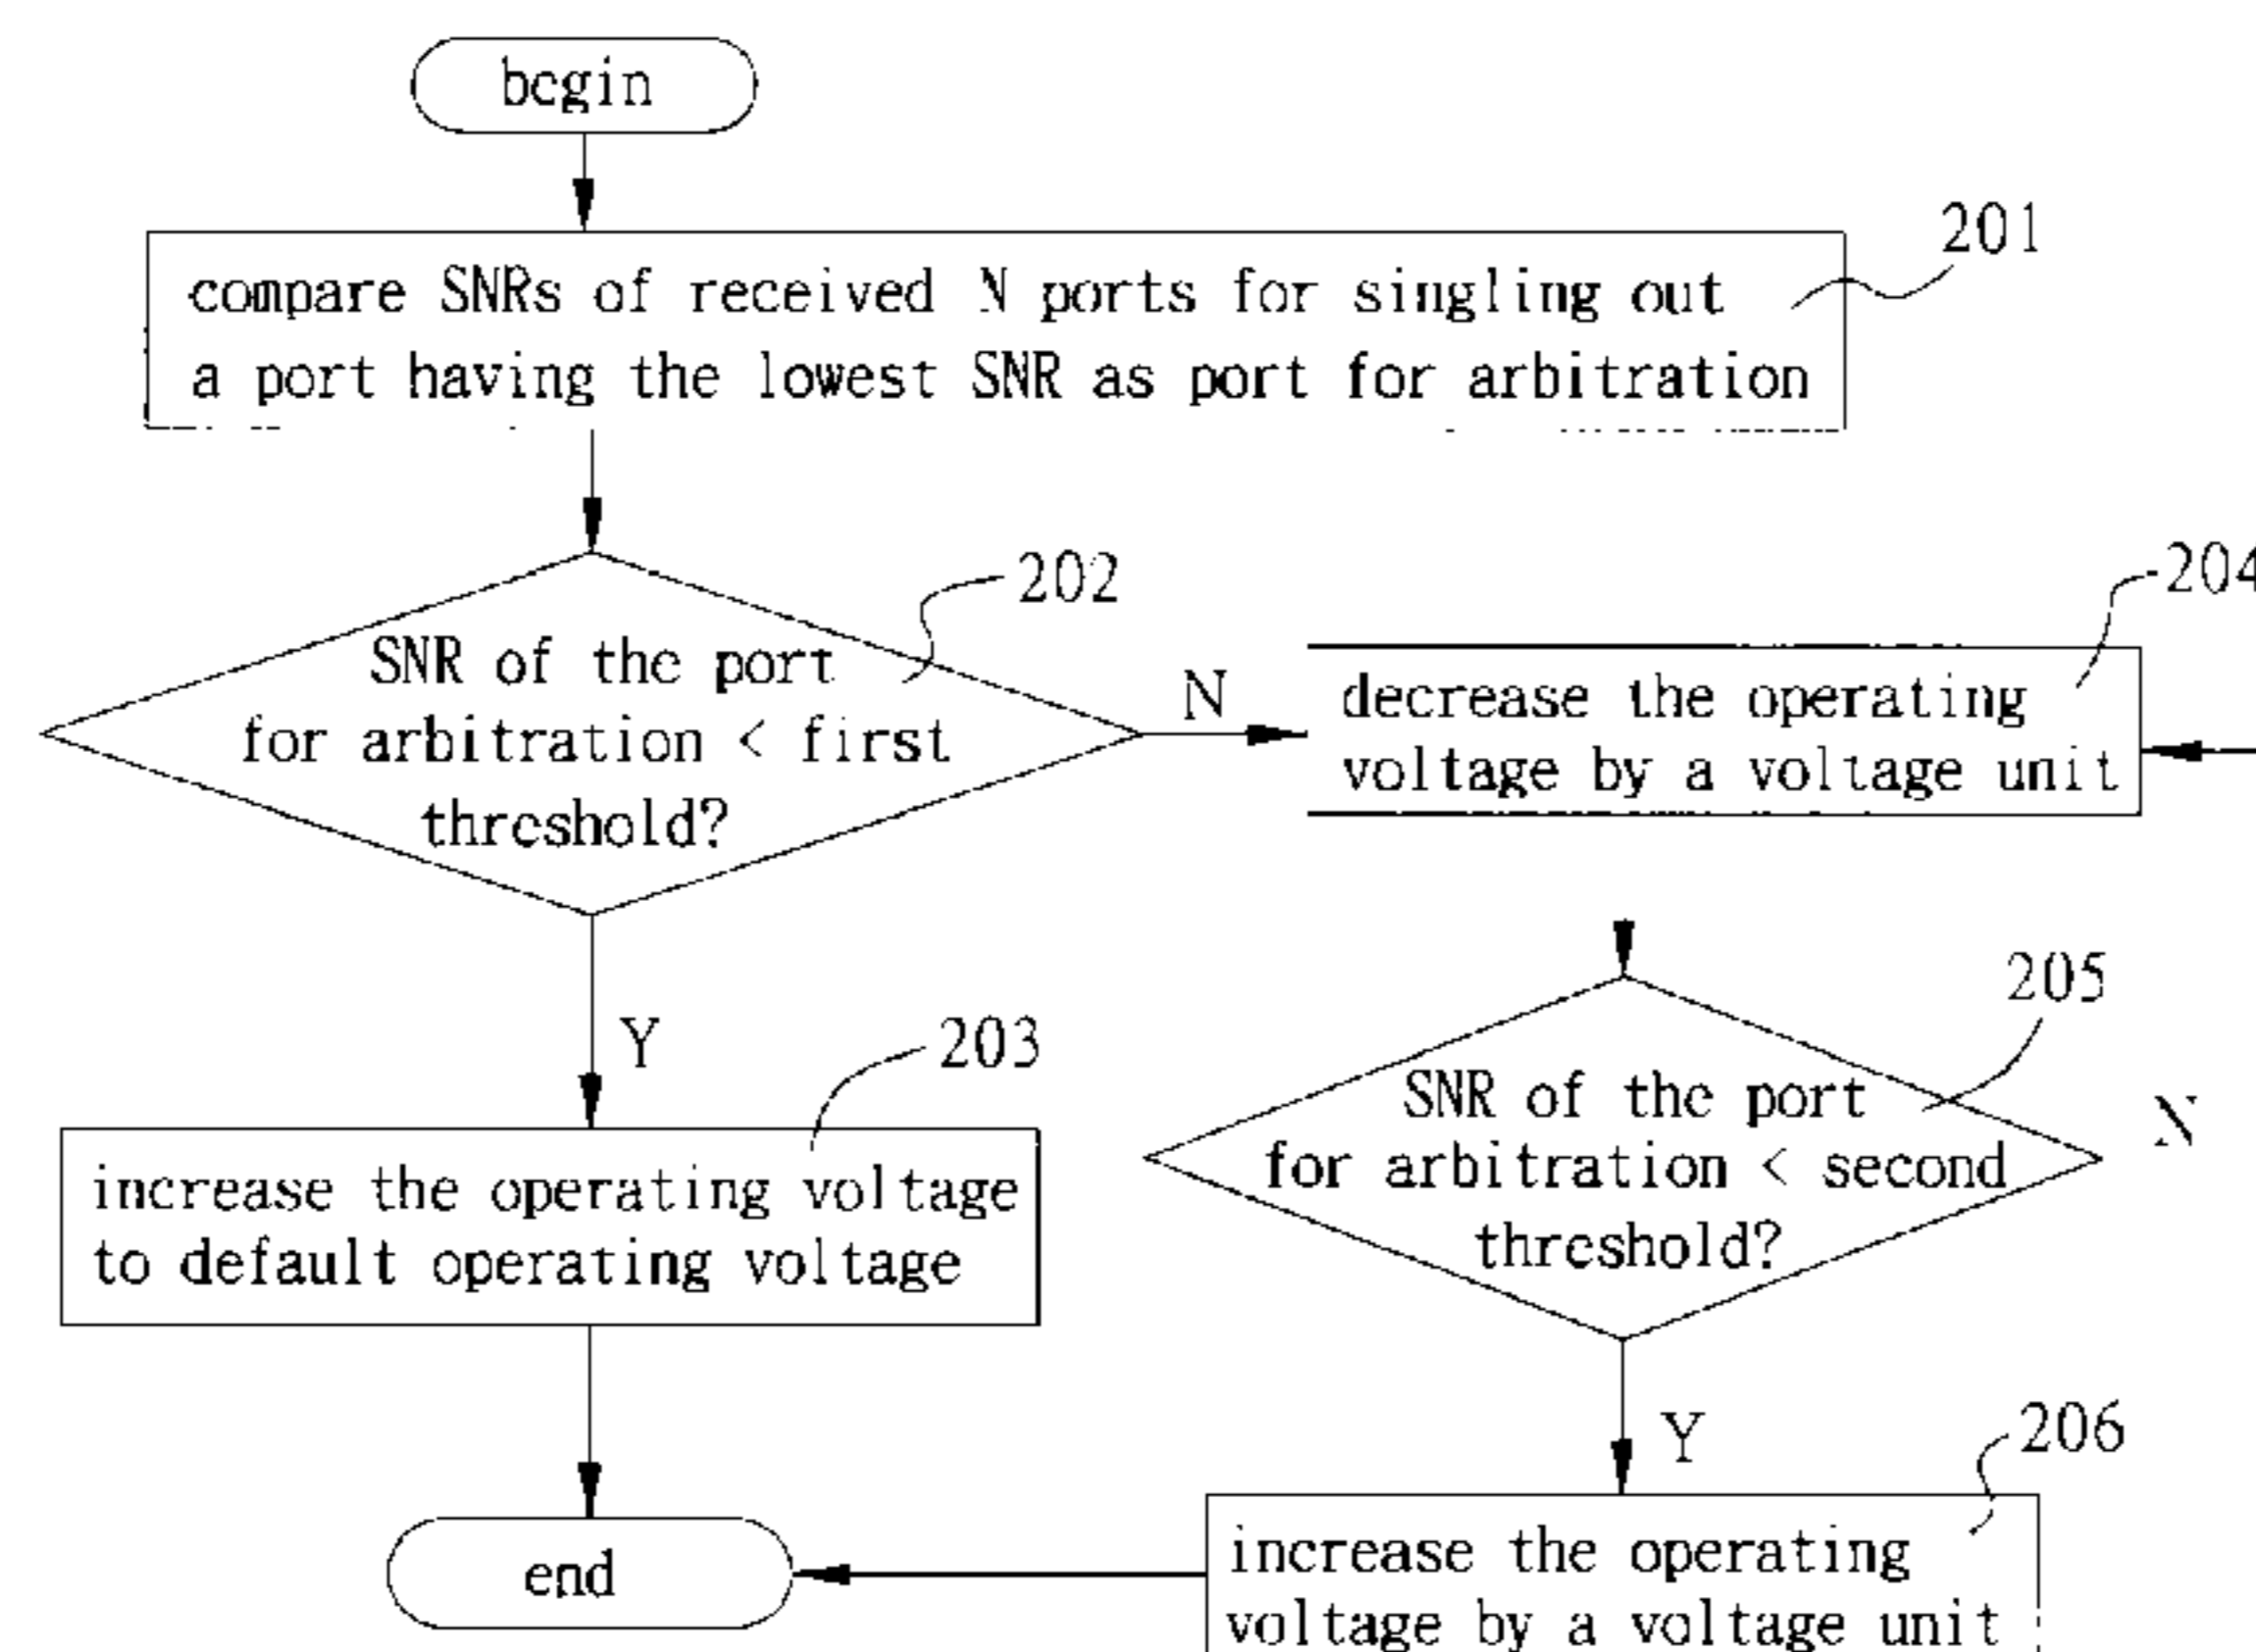 begin
201
compare SNRs of received N ports for singling out
a port having the lowest SNR as port for arbitration
202
SNR of the port
for arbitration < first
threshold?
N
204
decrease the operating
voltage by a voltage unit
Y
203
increase the operating voltage
to default operating voltage
205
SNR of the port
for arbitration < second
threshold?
N
Y
206
increase the operating
voltage by a voltage unit
end